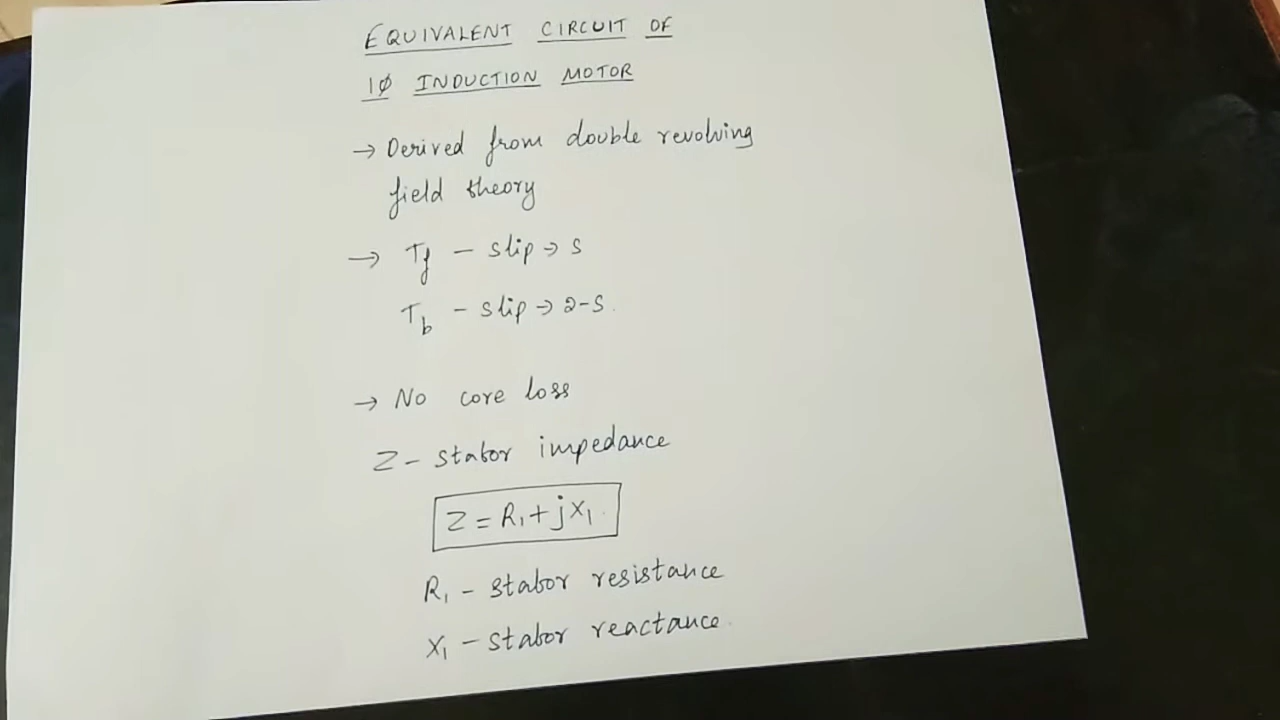 EQUIVALENT CIRCUIT OF
1φ INDUCTION MOTOR
→ Derived from double revolving
field theory
→ Tf - slip → s
Tb - slip → 2-s.
→ No core loss
Z - stator impedance
Z = R1 + jX1.
R1 - stator resistance
X1 - stator reactance.